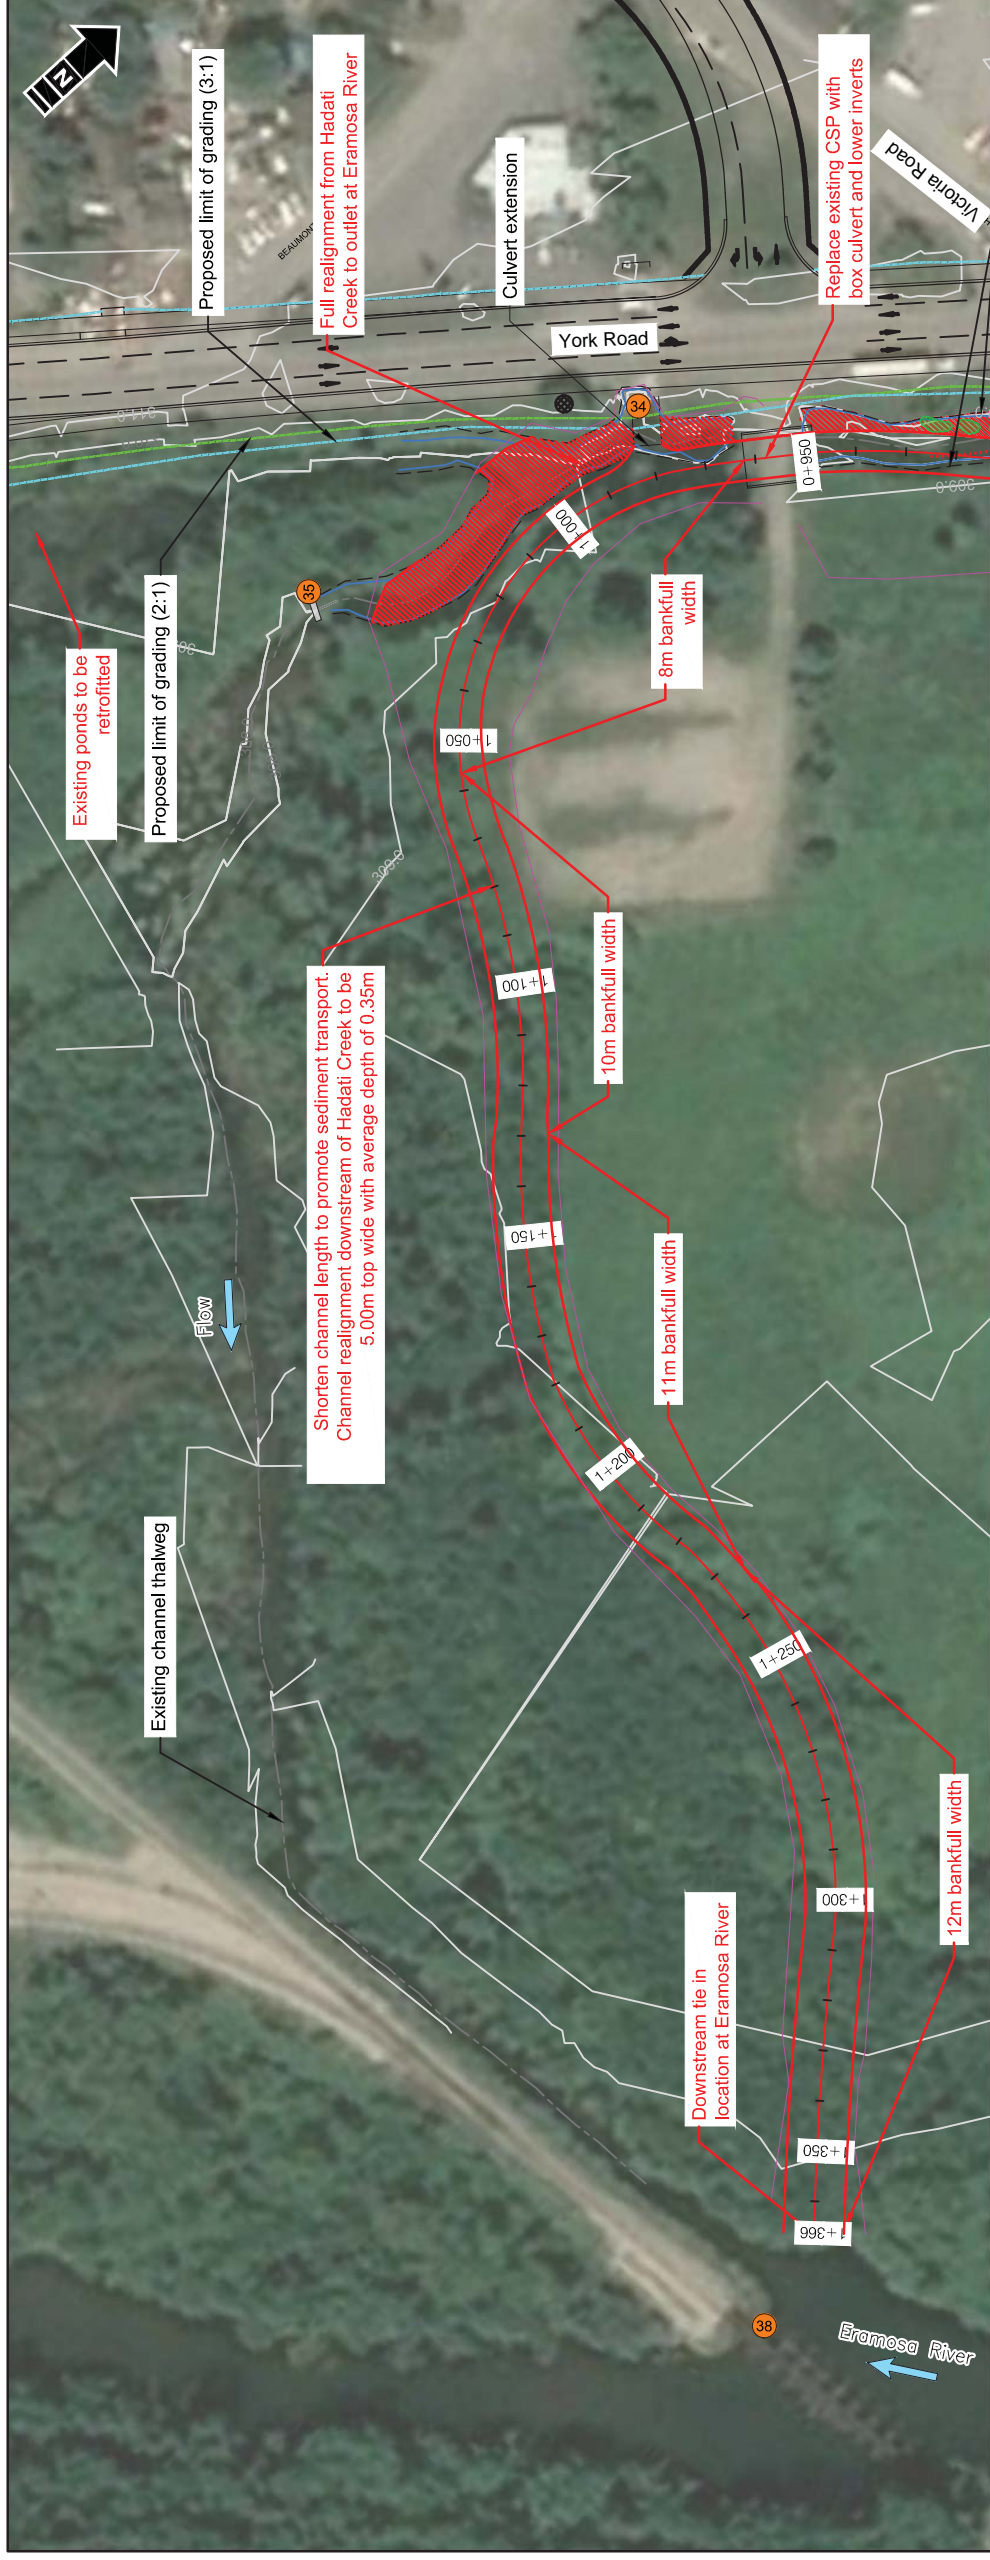 N
Proposed limit of grading (3:1)
BEAUMONT
Full realignment from Hadati
Creek to outlet at Eramosa River
Culvert extension
Replace existing CSP with
box culvert and lower inverts
Victoria Road
York Road
34
0+950
309.0
1+000
35
Existing ponds to be
retrofitted
Proposed limit of grading (2:1)
8m bankfull
width
1+050
309.0
Shorten channel length to promote sediment transport.
Channel realignment downstream of Hadati Creek to be
5.00m top wide with average depth of 0.35m
10m bankfull width
1+100
Flow
1+150
11m bankfull width
1+200
Existing channel thalweg
1+250
12m bankfull width
1+300
Downstream tie in
location at Eramosa River
1+350
1+366
38
Eramosa River